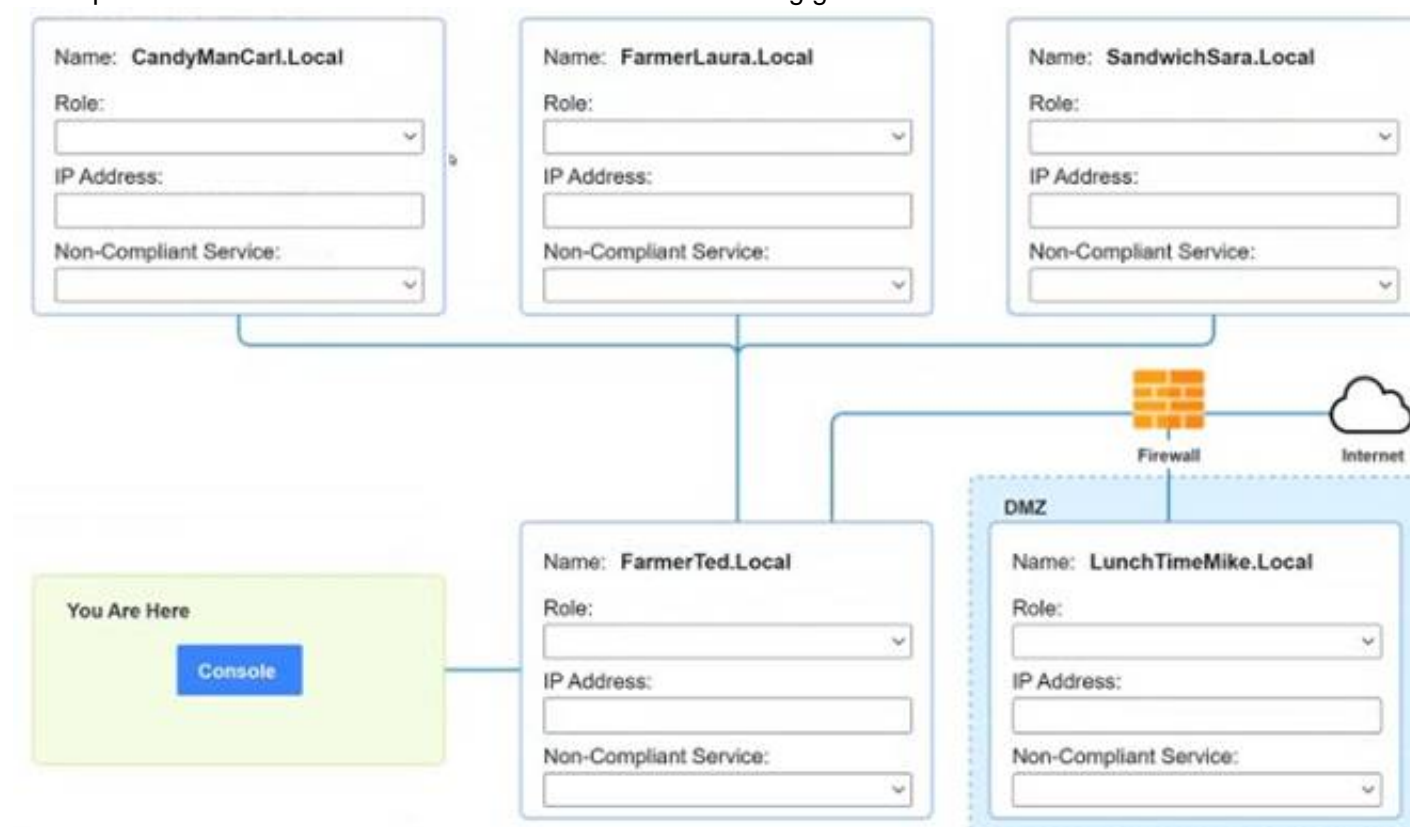 Name: CandyManCarl.Local
Role:
IP Address:
Non-Compliant Service:
Name: FarmerLaura.Local
Role:
IP Address:
Non-Compliant Service:
Name: SandwichSara.Local
Role:
IP Address:
Non-Compliant Service:
Firewall
Internet
You Are Here
Console
Name: FarmerTed.Local
Role:
IP Address:
Non-Compliant Service:
DMZ
Name: LunchTimeMike.Local
Role:
IP Address:
Non-Compliant Service: